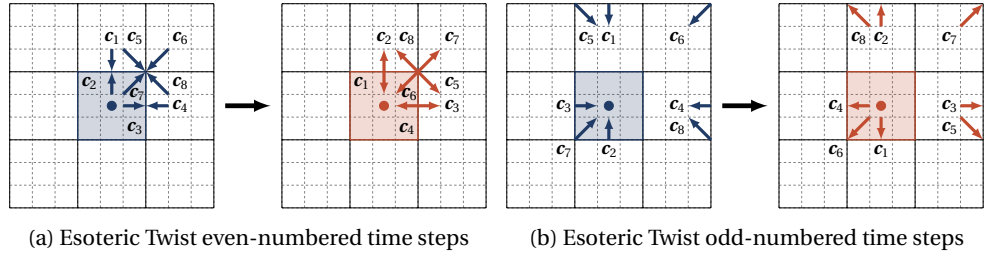 c1 c5 c6
c2 c7 c8
c4
c3
c2 c8 c7
c1 c6 c5
c3
c4
c5 c1 c6
c3 c4
c8
c7 c2
c8 c2 c7
c4 c3
c5
c6 c1
(a) Esoteric Twist even-numbered time steps
(b) Esoteric Twist odd-numbered time steps